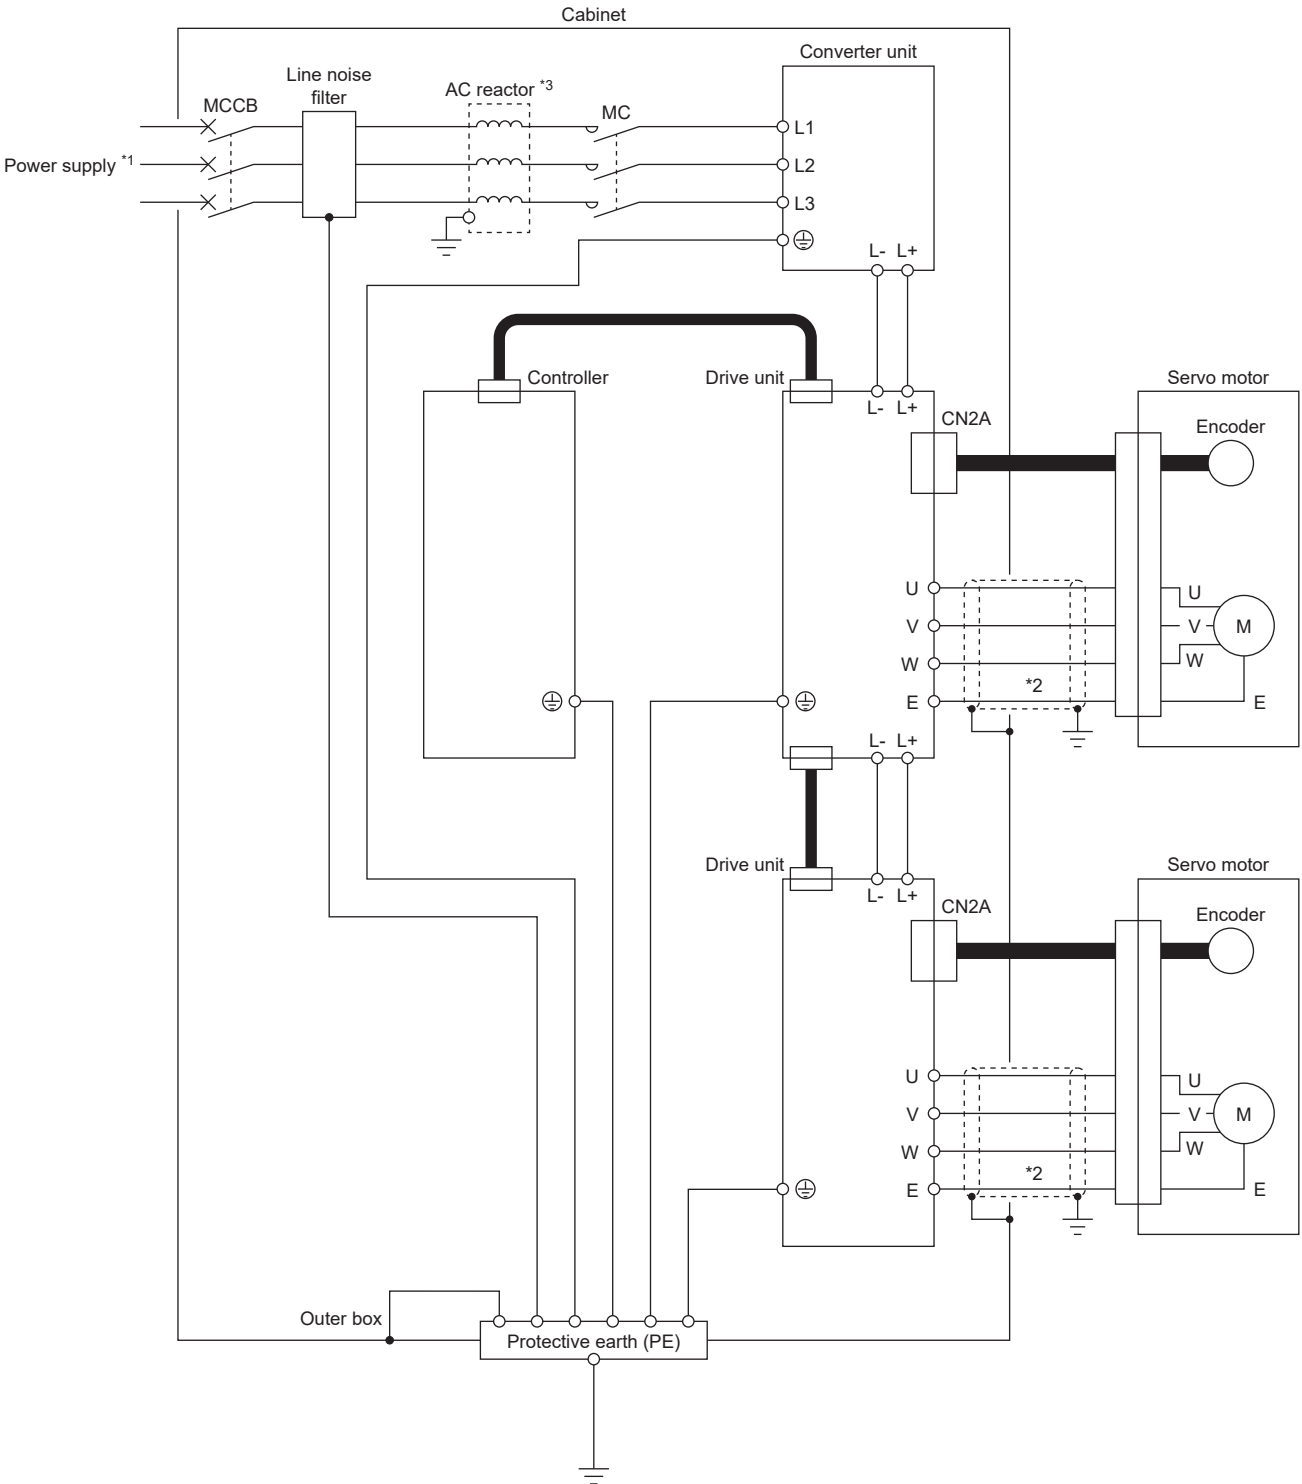 Cabinet
Converter unit
Line noise
filter
AC reactor *3
MCCB
MC
L1
Power supply *1
L2
L3
L- L+
Controller
Drive unit
Servo motor
L- L+
CN2A
Encoder
U
U
V
V
M
W
W
*2
E
E
L- L+
Drive unit
Servo motor
L- L+
CN2A
Encoder
U
U
V
V
M
W
W
*2
E
E
Outer box
Protective earth (PE)